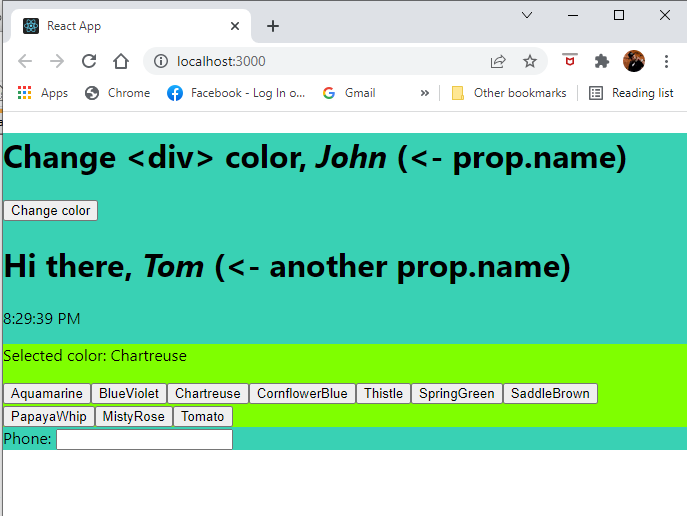 React App
localhost:3000
Apps Chrome Facebook - Log In o... Gmail » Other bookmarks Reading list
Change <div> color, John (<- prop.name)
Change color
Hi there, Tom (<- another prop.name)
8:29:39 PM
Selected color: Chartreuse
Aquamarine BlueViolet Chartreuse CornflowerBlue Thistle SpringGreen SaddleBrown
PapayaWhip MistyRose Tomato
Phone: